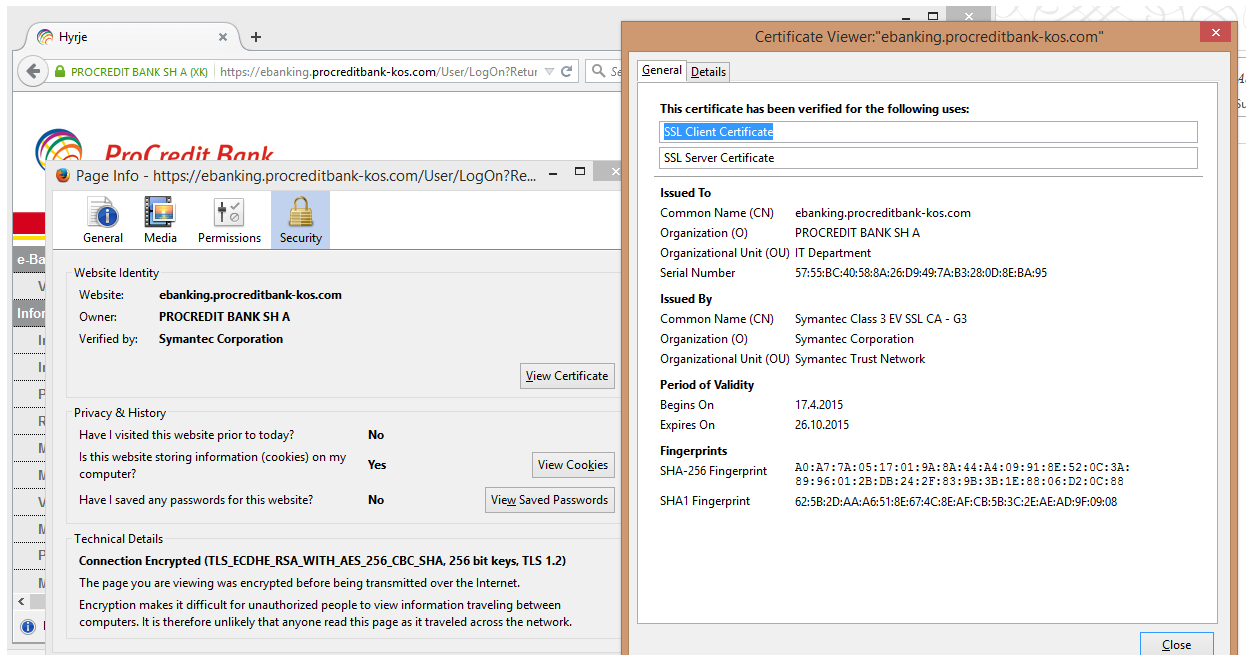 Hyrje
PROCREDIT BANK SH A (XK)
https://ebanking.procreditbank-kos.com/User/LogOn?Retur
Se
ProCredit Bank
e-Ba
V
Infor
P
R
M
M
V
M
P
M
Page Info - https://ebanking.procreditbank-kos.com/User/LogOn?Re...
General Media Permissions Security
Website Identity
Website: ebanking.procreditbank-kos.com
Owner: PROCREDIT BANK SH A
Verified by: Symantec Corporation
View Certificate
Privacy & History
Have I visited this website prior to today? No
Is this website storing information (cookies) on my
computer? Yes View Cookies
Have I saved any passwords for this website? No View Saved Passwords
Technical Details
Connection Encrypted (TLS_ECDHE_RSA_WITH_AES_256_CBC_SHA, 256 bit keys, TLS 1.2)
The page you are viewing was encrypted before being transmitted over the Internet.
Encryption makes it difficult for unauthorized people to view information traveling between
computers. It is therefore unlikely that anyone read this page as it traveled across the network.
Certificate Viewer:"ebanking.procreditbank-kos.com"
General Details
This certificate has been verified for the following uses:
SSL Client Certificate
SSL Server Certificate
Issued To
Common Name (CN) ebanking.procreditbank-kos.com
Organization (O) PROCREDIT BANK SH A
Organizational Unit (OU) IT Department
Serial Number 57:55:BC:40:58:8A:26:D9:49:7A:B3:28:0D:8E:BA:95
Issued By
Common Name (CN) Symantec Class 3 EV SSL CA - G3
Organization (O) Symantec Corporation
Organizational Unit (OU) Symantec Trust Network
Period of Validity
Begins On 17.4.2015
Expires On 26.10.2015
Fingerprints
SHA-256 Fingerprint A0:A7:7A:05:17:01:9A:8A:44:A4:09:91:8E:52:0C:3A:
89:96:01:2B:DB:24:2F:83:9B:3B:1E:88:06:D2:0C:88
SHA1 Fingerprint 62:5B:2D:AA:A6:51:8E:67:4C:8E:AF:CB:5B:3C:2E:AE:AD:9F:09:08
Close